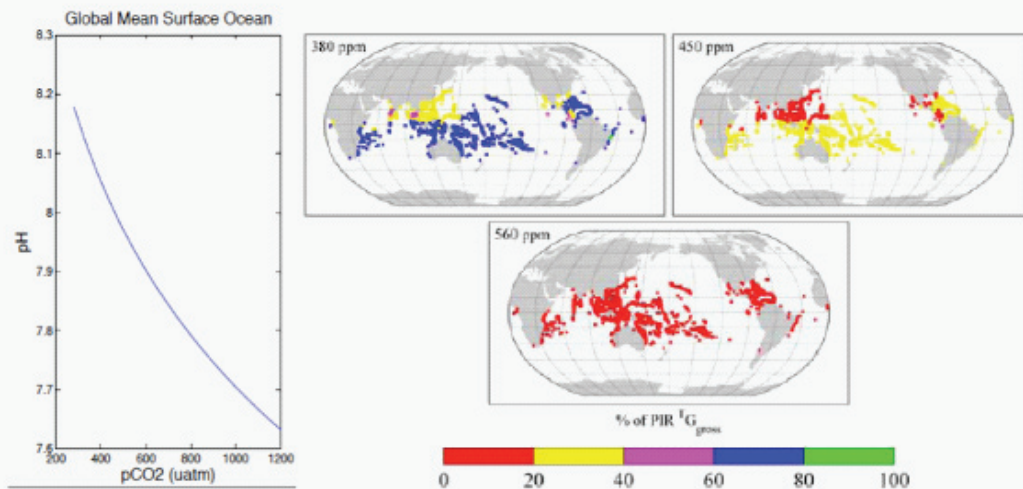 Global Mean Surface Ocean
8.3
8.2
8.1
8
7.9
7.8
7.7
7.6
pH
200 400 600 800 1000 1200
pCO2 (uatm)
380 ppm
450 ppm
560 ppm
% of PIR ¹G gross
0 20 40 60 80 100